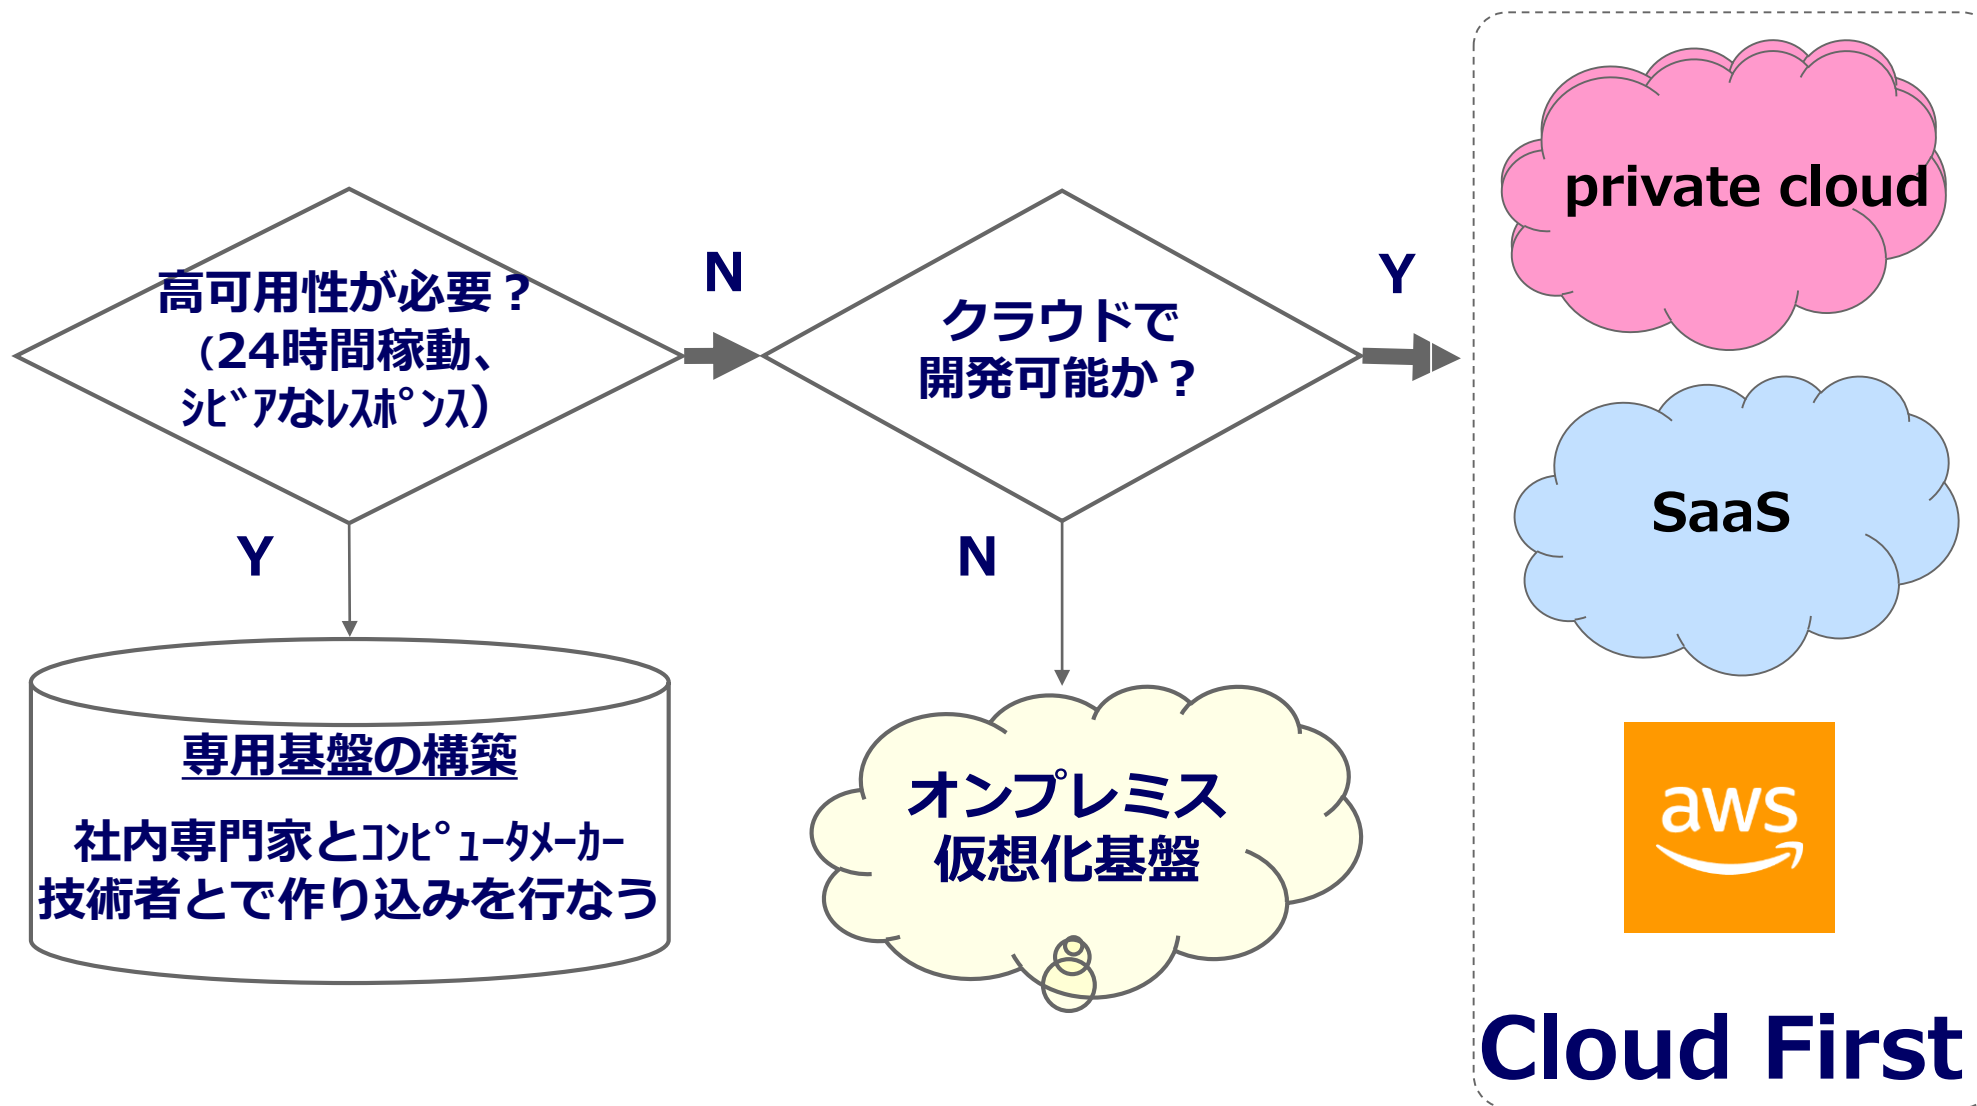 高可用性が必要？
（24時間稼動、
ｼﾋﾞｱなﾚｽﾎﾟﾝｽ）
N
クラウドで
開発可能か？
Y
private cloud
SaaS
Y
N
専用基盤の構築
社内専門家とｺﾝﾋﾟｭｰﾀﾒｰｶｰ
技術者とで作り込みを行なう
オンプレミス
仮想化基盤
aws
Cloud First